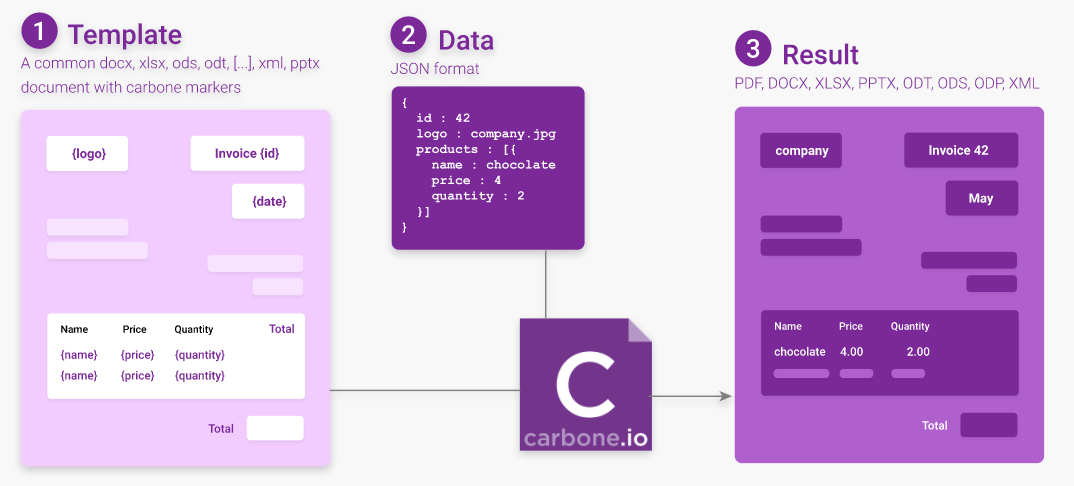 1 Template
A common docx, xlsx, ods, odt, [...], xml, pptx
document with carbone markers
{logo}
Invoice {id}
{date}
Name Price Quantity Total
{name} {price} {quantity}
{name} {price} {quantity}
Total
2 Data
JSON format
{
id : 42
logo : company.jpg
products : [{
name : chocolate
price : 4
quantity : 2
}]
}
C
carbone.io
3 Result
PDF, DOCX, XLSX, PPTX, ODT, ODS, ODP, XML
company
Invoice 42
May
Name Price Quantity
chocolate 4.00 2.00
Total